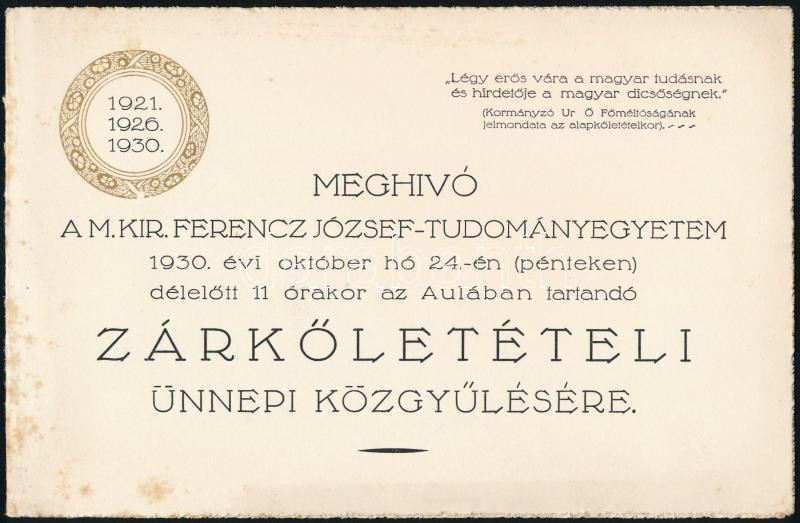 1921.
1926.
1930.
„Légy erős vára a magyar tudásnak
és hirdetője a magyar dicsőségnek."
(Kormányzó Ur Ő Főméltóságának
jelmondata az alapkőletételkor).
MEGHIVÓ
A M. KIR. FERENCZ JÓZSEF-TUDOMÁNYEGYETEM
1930. évi október hó 24.-én (pénteken)
délelőtt 11 órakor az Aulában tartandó
ZÁRKŐLETÉTELI
ÜNNEPI KÖZGYŰLÉSÉRE.